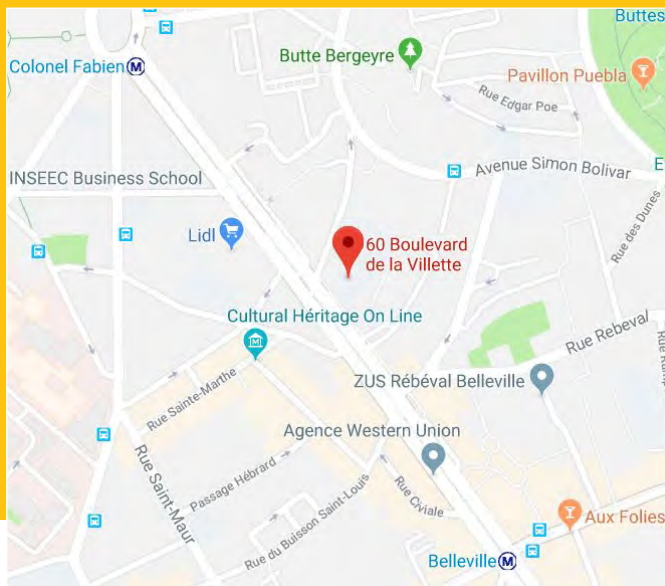 Buttes
Butte Bergeyre
Colonel Fabien M
Pavillon Puebla
Rue Edgar Poe
Avenue Simon Bolivar
E
INSEEC Business School
Lidl
60 Boulevard
de la Villette
Rue des Dunes
Cultural Héritage On Line
Rue Rebeval
ZUS Rébéval Belleville
Rue Sainte-Marthe
Agence Western Union
Rue Saint-Maur
Passage Hébrard
Rue Civiale
Rue du Buisson Saint-Louis
Aux Folies
Belleville M